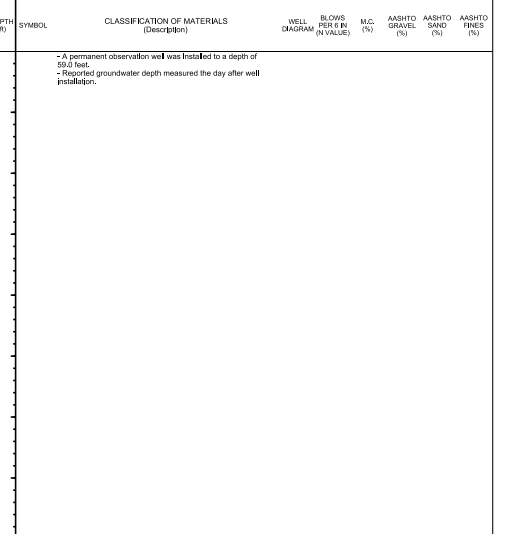 PTH
ft)
SYMBOL
CLASSIFICATION OF MATERIALS
(Description)
WELL
DIAGRAM
BLOWS
PER 6 IN
(N VALUE)
M.C.
(%)
AASHTO
GRAVEL
(%)
AASHTO
SAND
(%)
AASHTO
FINES
(%)
- A permanent observation well was installed to a depth of
59.0 feet.
- Reported groundwater depth measured the day after well
installation.